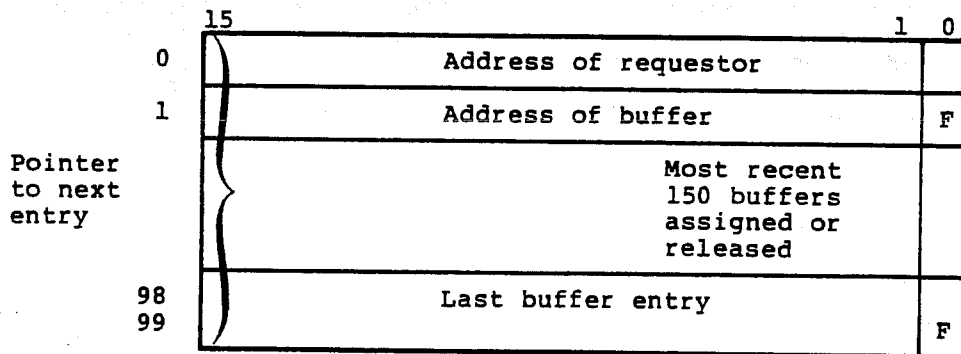 15 1 0
0 Address of requestor
1 Address of buffer F
Pointer
to next
entry
Most recent
150 buffers
assigned or
released
98 Last buffer entry
99 F